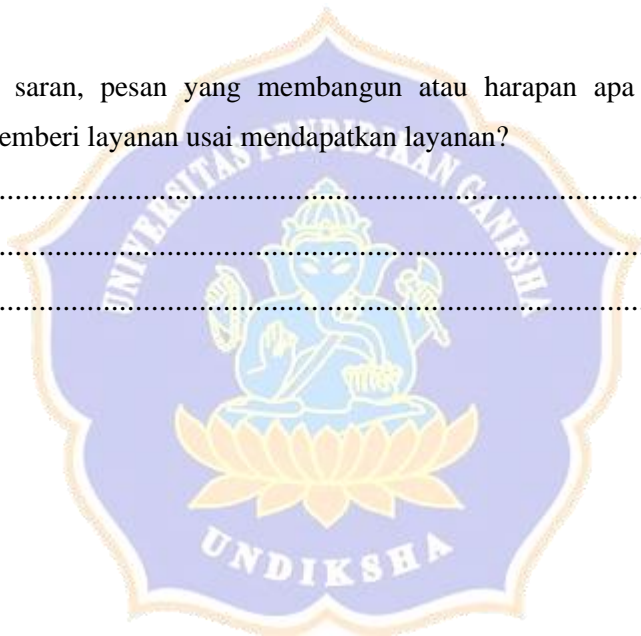 saran, pesan yang membangun atau harapan apa
emberi layanan usai mendapatkan layanan?
................................................................................
................................................................................
................................................................................
UNIVERSITAS PENDIDIKAN GANESHA
UNDIKSHA